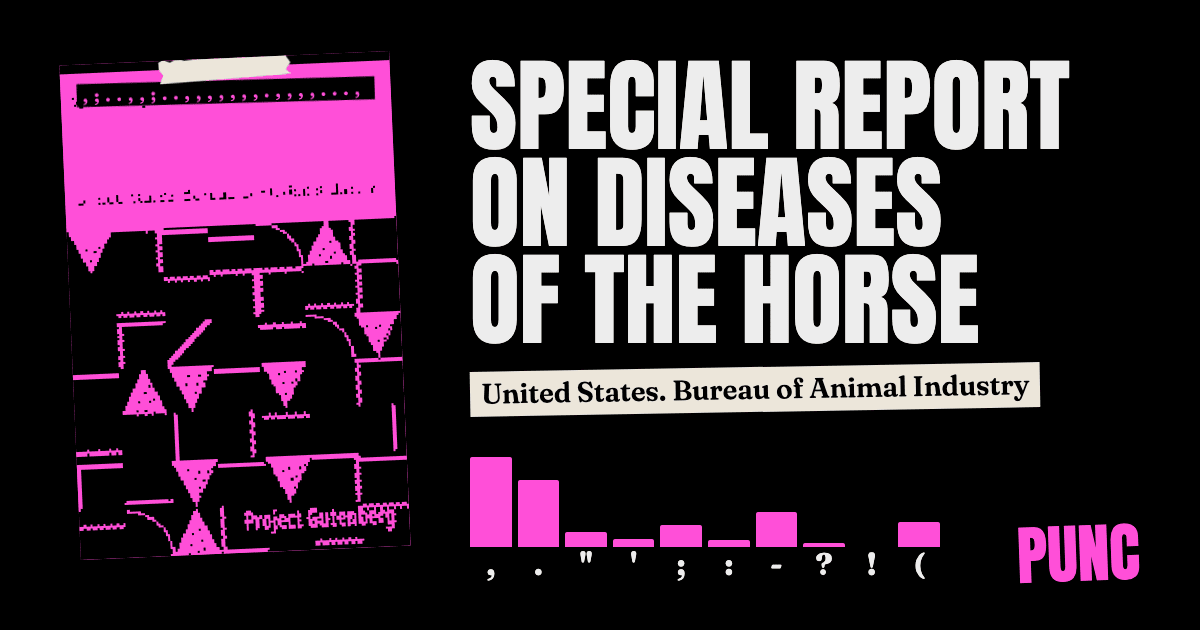 SPECIAL REPORT
ON DISEASES
OF THE HORSE
United States. Bureau of Animal Industry
Project Gutenberg
, . " ' ; : - ? ! (
PUNC